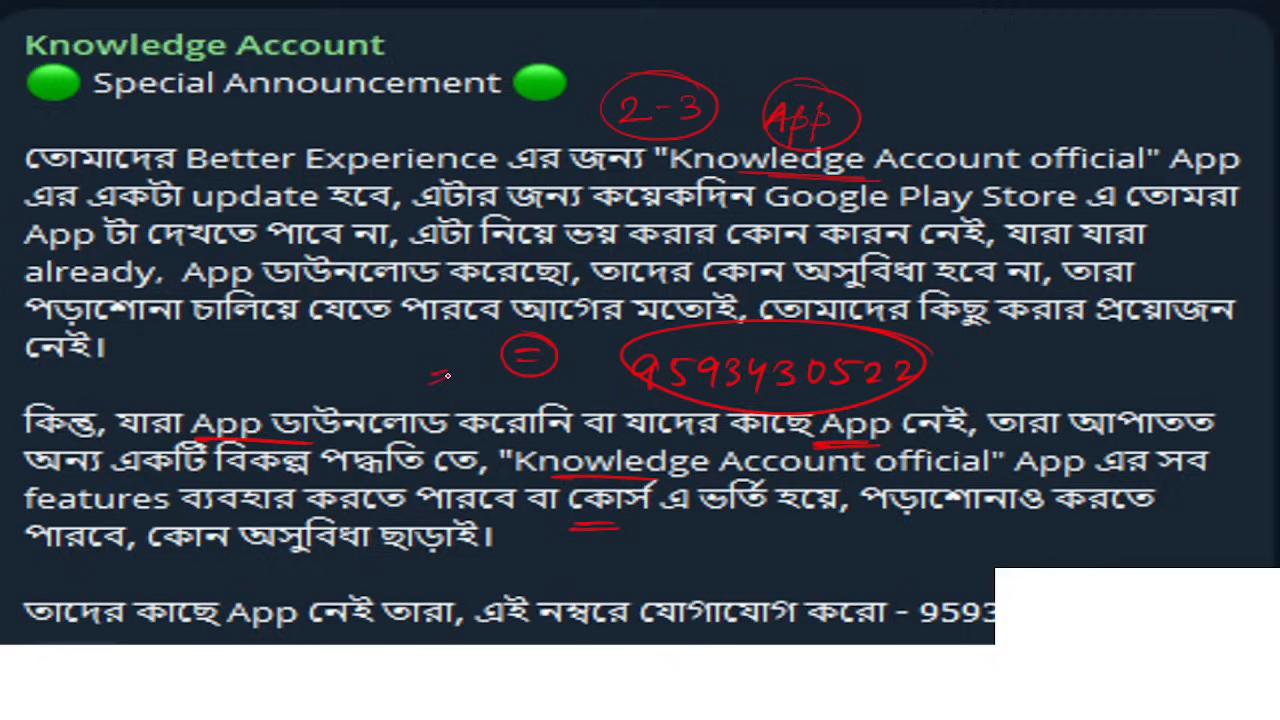 Knowledge Account
🟢 Special Announcement 🟢
2-3 App
তোমাদের Better Experience এর জন্য "Knowledge Account official" App
এর একটা update হবে, এটার জন্য কয়েকদিন Google Play Store এ তোমরা
App টা দেখতে পাবে না, এটা নিয়ে ভয় করার কোন কারন নেই, যারা যারা
already, App ডাউনলোড করেছো, তাদের কোন অসুবিধা হবে না, তারা
পড়াশোনা চালিয়ে যেতে পারবে আগের মতোই, তোমাদের কিছু করার প্রয়োজন
নেই।
= = 9593430522
কিন্তু, যারা App ডাউনলোড করোনি বা যাদের কাছে App নেই, তারা আপাতত
অন্য একটি বিকল্প পদ্ধতি তে, "Knowledge Account official" App এর সব
features ব্যবহার করতে পারবে বা কোর্স এ ভর্তি হয়ে, পড়াশোনাও করতে
পারবে, কোন অসুবিধা ছাড়াই।
তাদের কাছে App নেই তারা, এই নম্বরে যোগাযোগ করো - 9593